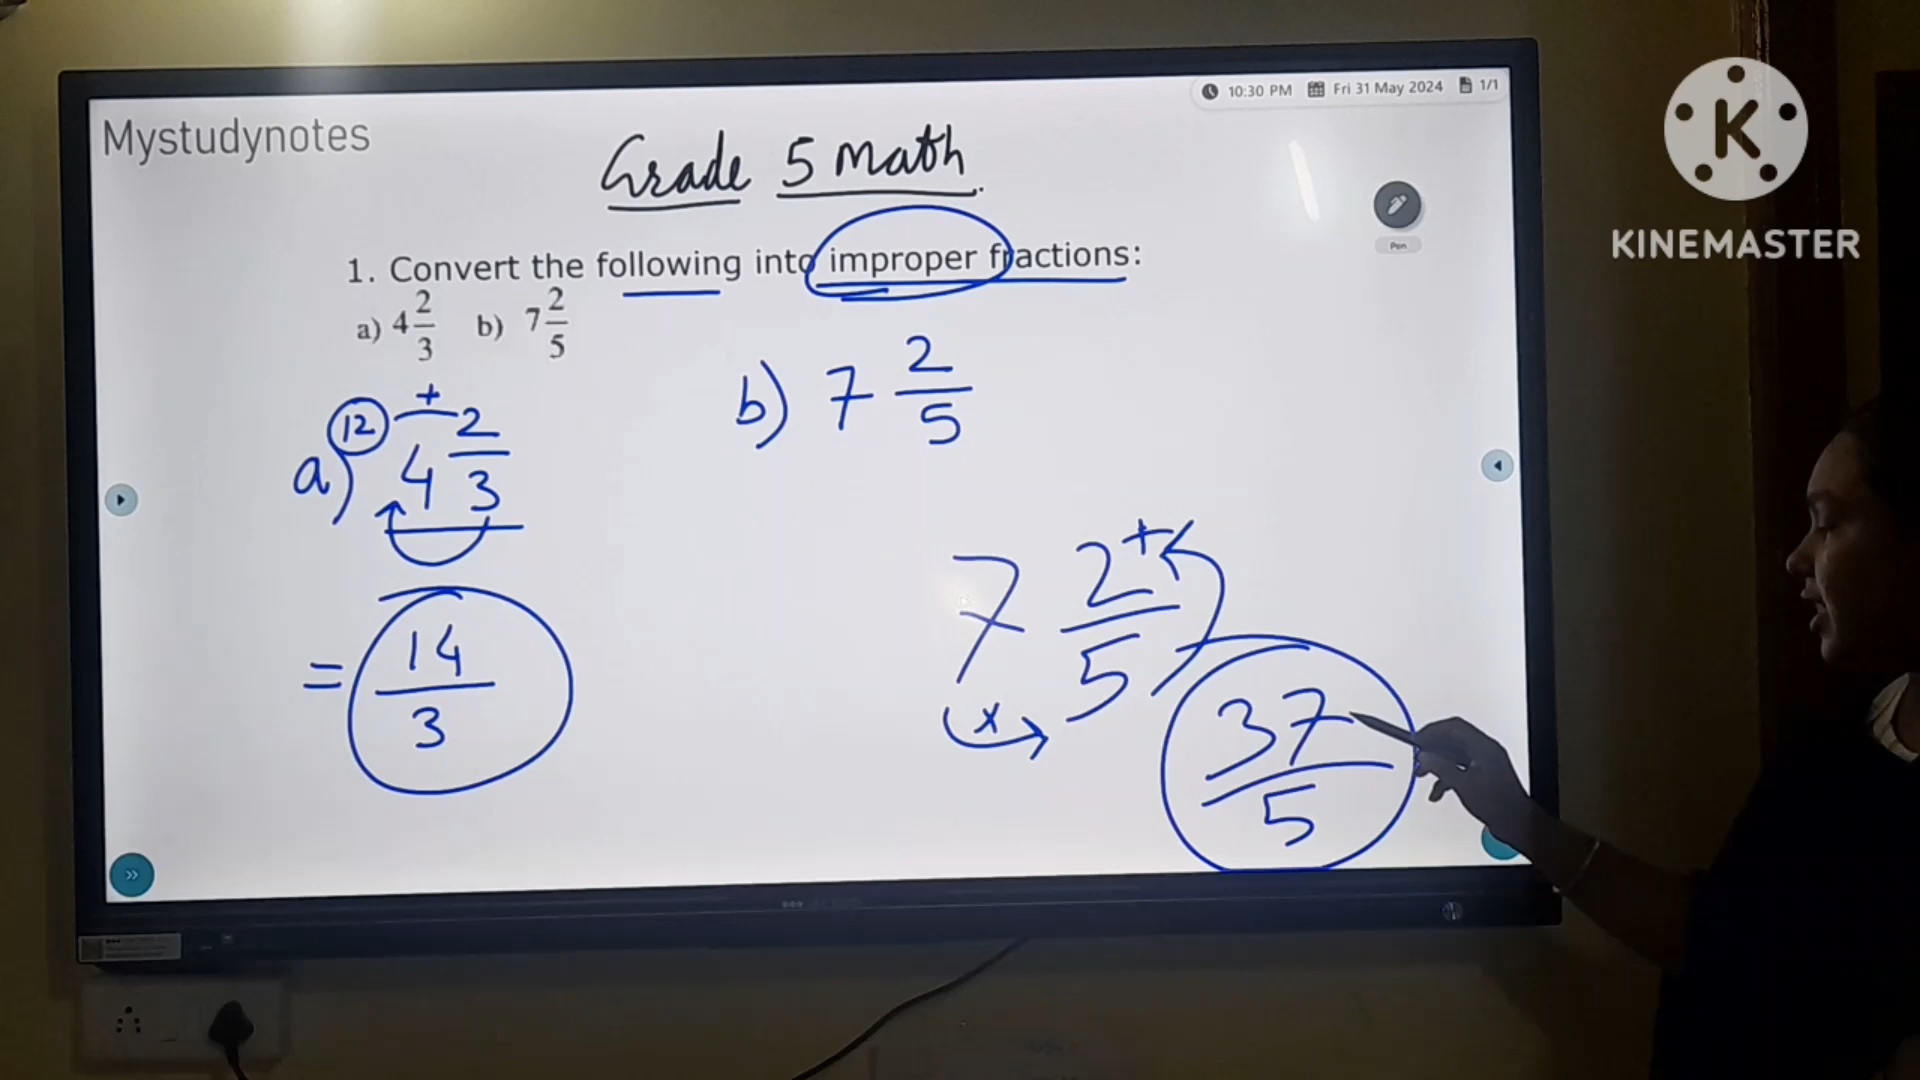 10:30 PM Fri 31 May 2024 1/1
Mystudynotes
Grade 5 Math.
K
KINEMASTER
Pen
1. Convert the following into improper fractions:
a) 4 2/3 b) 7 2/5
a) 12 + 4 2/3
= 14/3
b) 7 2/5
7 2/5 +
x
37/5